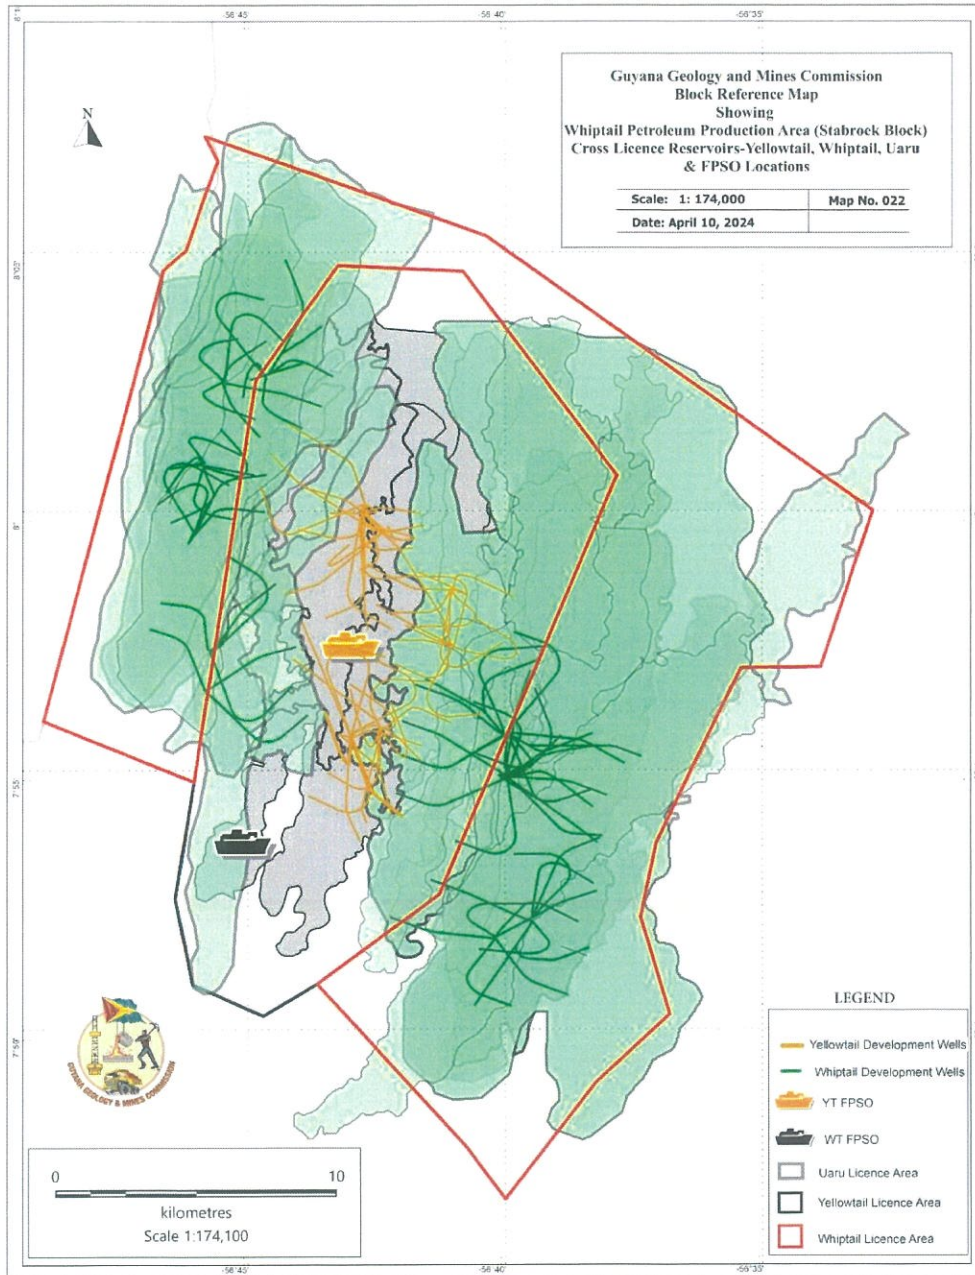 -56°45'
-56°40'
-56°35'
Guyana Geology and Mines Commission
Block Reference Map
Showing
Whiptail Petroleum Production Area (Stabroek Block)
Cross Licence Reservoirs-Yellowtail, Whiptail, Uaru
& FPSO Locations
Scale: 1: 174,000
Map No. 022
Date: April 10, 2024
N
8°
7°55'
LEGEND
Yellowtail Development Wells
Whiptail Development Wells
YT FPSO
WT FPSO
Uaru Licence Area
Yellowtail Licence Area
Whiptail Licence Area
GUYANA GEOLOGY & MINES COMMISSION
0 10
kilometres
Scale 1:174,100
-56°45'
-56°40'
-56°35'